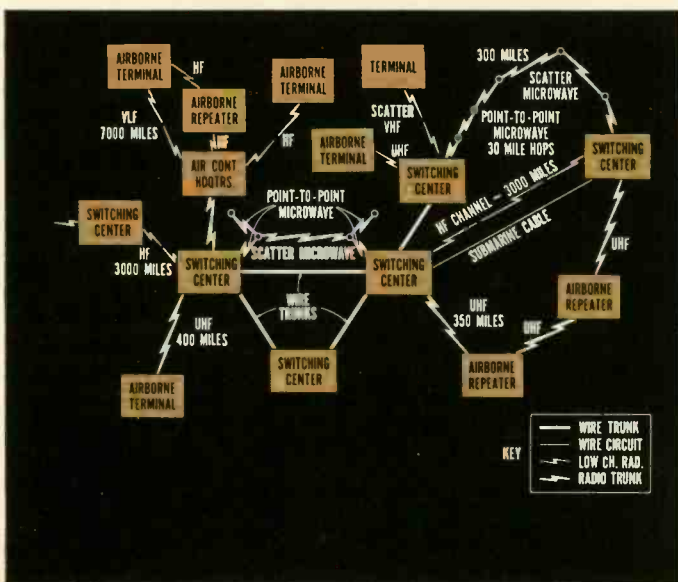 AIRBORNE
TERMINAL
HF
AIRBORNE
REPEATER
AIRBORNE
TERMINAL
VLF
7000 MILES
UHF
HF
AIR CONT
HDQTRS
TERMINAL
SCATTER
VHF
AIRBORNE
TERMINAL
UHF
SWITCHING
CENTER
300 MILES
SCATTER
MICROWAVE
POINT-TO-POINT
MICROWAVE
30 MILE HOPS
SWITCHING
CENTER
SWITCHING
CENTER
HF
3000 MILES
SWITCHING
CENTER
POINT-TO-POINT
MICROWAVE
SCATTER MICROWAVE
SWITCHING
CENTER
HF CHANNEL - 3000 MILES
SUBMARINE CABLE
UHF
WIRE
TRUNKS
UHF
400 MILES
AIRBORNE
TERMINAL
SWITCHING
CENTER
UHF
350 MILES
AIRBORNE
REPEATER
UHF
AIRBORNE
REPEATER
KEY
WIRE TRUNK
WIRE CIRCUIT
LOW CH. RAD.
RADIO TRUNK